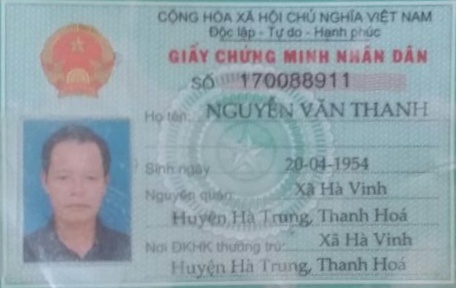 CỘNG HÒA XÃ HỘI CHỦ NGHĨA VIỆT NAM
Độc lập - Tự do - Hạnh phúc
GIẤY CHỨNG MINH NHÂN DÂN
SỐ 170088911
Họ tên: NGUYỄN VĂN THANH
Sinh ngày 20-04-1954
Nguyên quán: Xã Hà Vinh
Huyện Hà Trung, Thanh Hoá
Nơi ĐKHK thường trú: Xã Hà Vinh
Huyện Hà Trung, Thanh Hoá